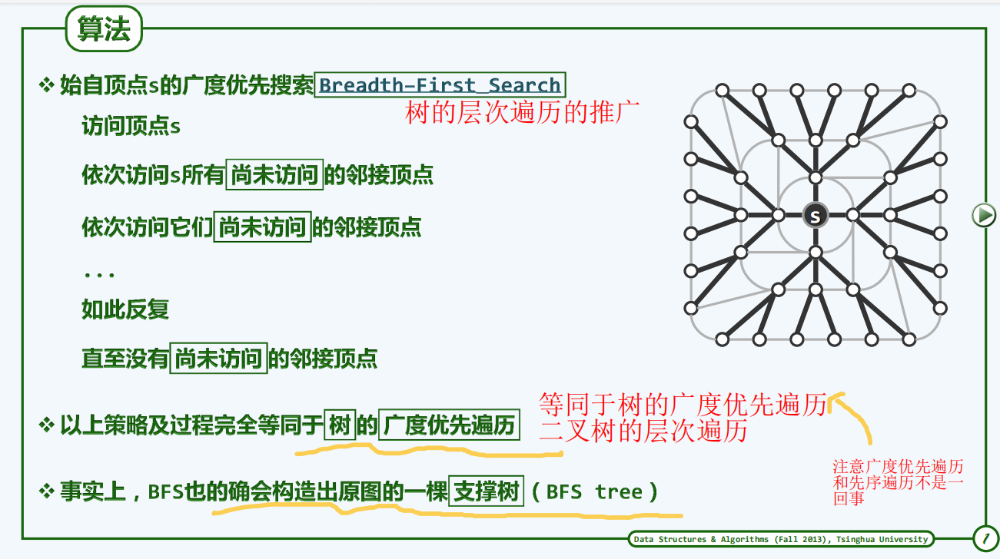 算法
始自顶点s的广度优先搜索Breadth-First_Search
树的层次遍历的推广
访问顶点s
依次访问s所有尚未访问的邻接顶点
依次访问它们尚未访问的邻接顶点
...
如此反复
直至没有尚未访问的邻接顶点
s
以上策略及过程完全等同于树的广度优先遍历
等同于树的广度优先遍历
二叉树的层次遍历
注意广度优先遍历
和先序遍历不是一
回事
事实上，BFS也的确会构造出原图的一棵支撑树（BFS tree）
Data Structures & Algorithms (Fall 2013), Tsinghua University
1